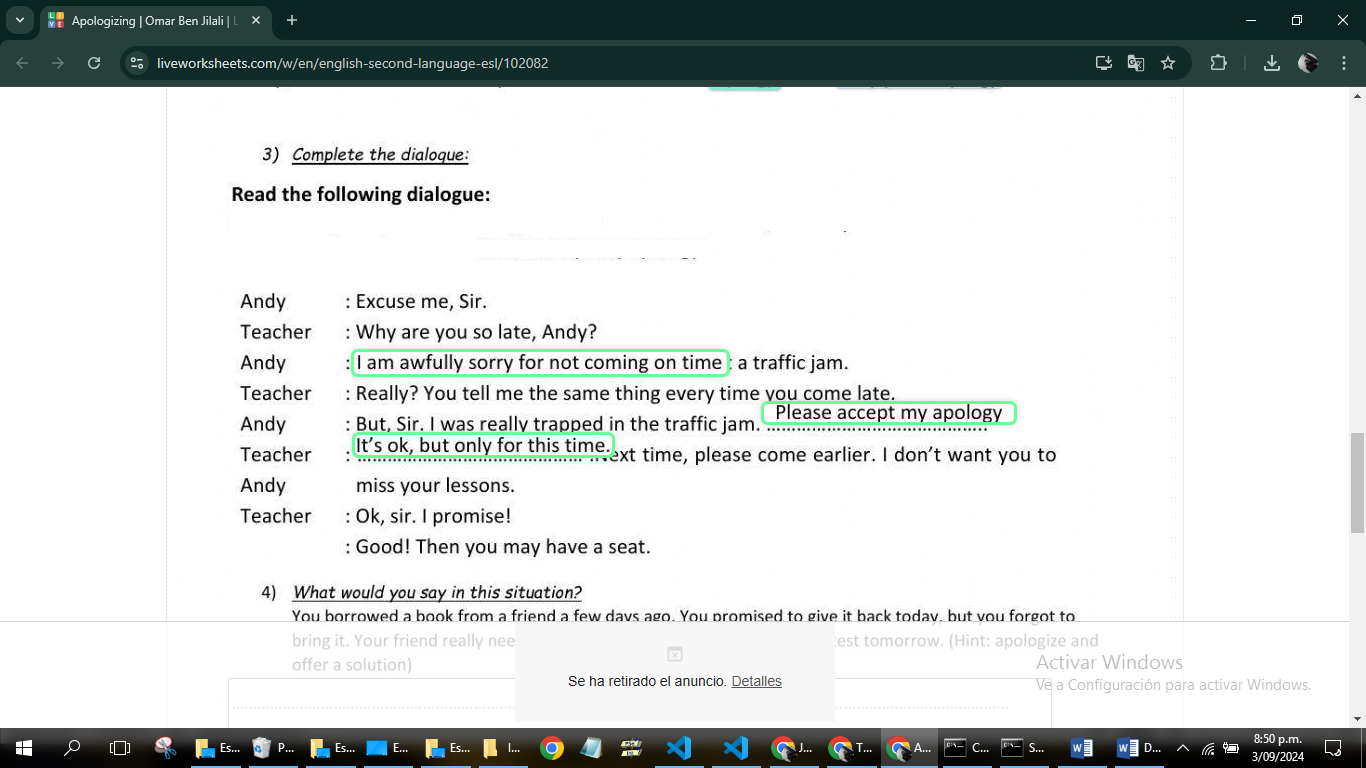 Apologizing | Omar Ben Jilali | L
liveworksheets.com/w/en/english-second-language-esl/102082
3) Complete the dialogue:
Read the following dialogue:
Andy : Excuse me, Sir.
Teacher : Why are you so late, Andy?
Andy : I am awfully sorry for not coming on time a traffic jam.
Teacher : Really? You tell me the same thing every time you come late.
Andy : But, Sir. I was really trapped in the traffic jam. Please accept my apology
Teacher : It's ok, but only for this time. Next time, please come earlier. I don't want you to
Andy miss your lessons.
Teacher : Ok, sir. I promise!
: Good! Then you may have a seat.
4) What would you say in this situation?
You borrowed a book from a friend a few days ago. You promised to give it back today, but you forgot to
bring it. Your friend really nee test tomorrow. (Hint: apologize and
offer a solution)
Se ha retirado el anuncio. Detalles
Activar Windows
Ve a Configuración para activar Windows.
Es... P... Es... E... Es... I... J... T... A... C... S... D...
8:50 p.m.
3/09/2024